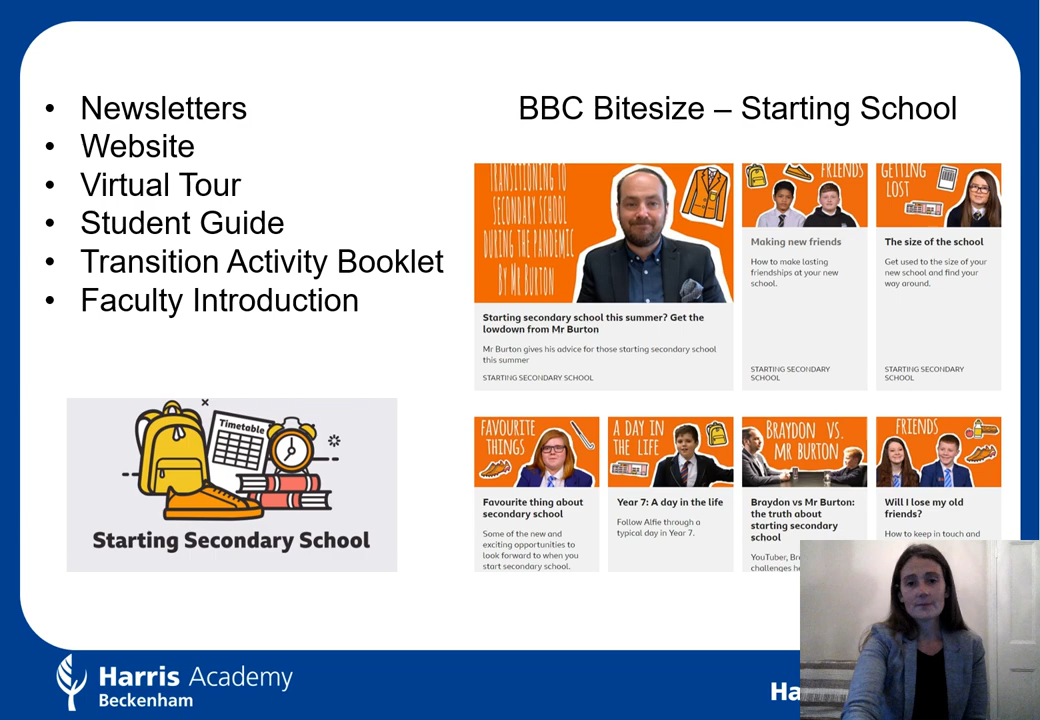 • Newsletters
• Website
• Virtual Tour
• Student Guide
• Transition Activity Booklet
• Faculty Introduction
Timetable
Starting Secondary School
BBC Bitesize – Starting School
TRANSITIONING TO
SECONDARY SCHOOL
DURING THE PANDEMIC
BY MR BURTON
Starting secondary school this summer? Get the
lowdown from Mr Burton
Mr Burton gives his advice for those starting secondary school
this summer
STARTING SECONDARY SCHOOL
FRIENDS
Making new friends
How to make lasting
friendships at your new
school.
STARTING SECONDARY
SCHOOL
GETTING
LOST
The size of the school
Get used to the size of your
new school and find your
way around.
STARTING SECONDARY
SCHOOL
FAVOURITE
THINGS
Favourite thing about
secondary school
Some of the new and
exciting opportunities to
look forward to when you
start secondary school.
A DAY IN
THE LIFE
Year 7: A day in the life
Follow Alfie through a
typical day in Year 7.
BRAYDON VS.
MR BURTON
Braydon vs Mr Burton:
the truth about
starting secondary
school
YouTuber, Br
challenges h
FRIENDS
Will I lose my old
friends?
How to keep in touch and
Harris Academy
Beckenham
Ha